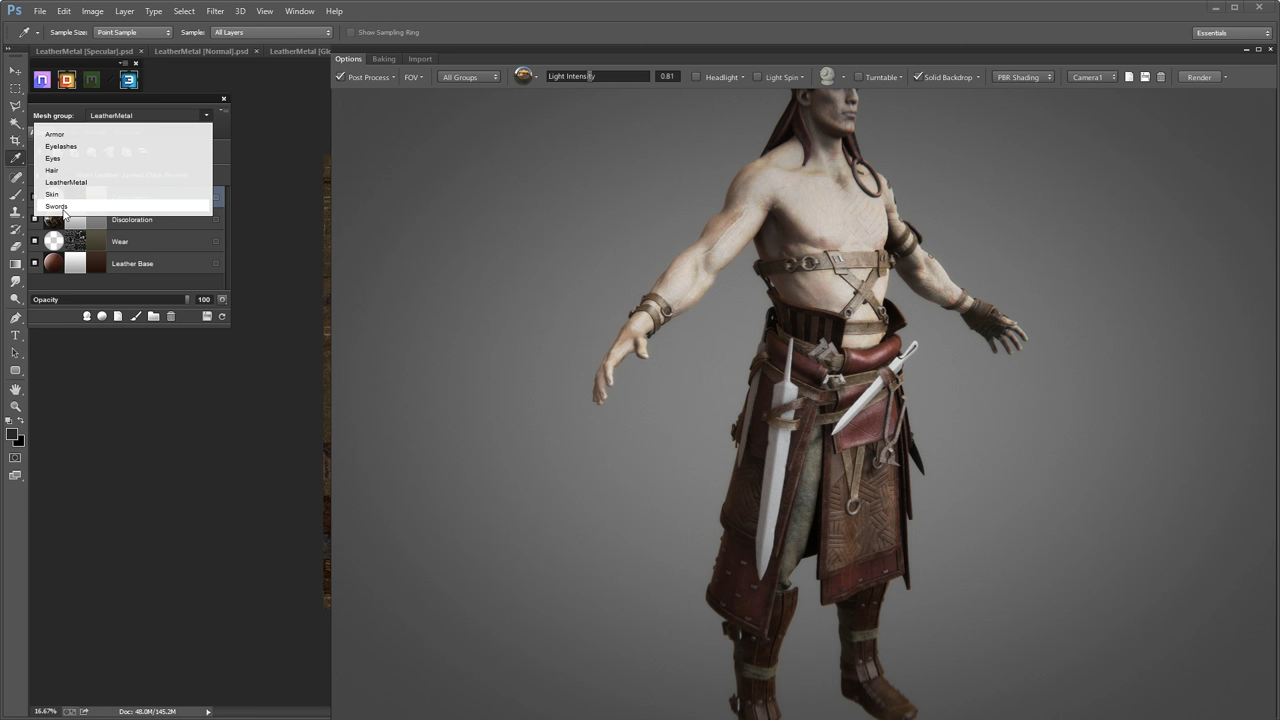 Ps File Edit Image Layer Type Select Filter 3D View Window Help
Sample Size: Point Sample Sample: All Layers Show Sampling Ring Essentials
LeatherMetal [Specular].psd × LeatherMetal [Normal].psd × LeatherMetal [Glo
Options Baking Import
Post Process FOV All Groups Light Intensity 0.81 Headlight Light Spin Turntable Solid Backdrop PBR Shading Camera1 Render
Mesh group: LeatherMetal
Armor
Eyelashes
Eyes
Hair
LeatherMetal
Skin
Swords
Discoloration
Wear
Leather Base
Opacity 100
16.67% Doc: 48.0M/145.2M